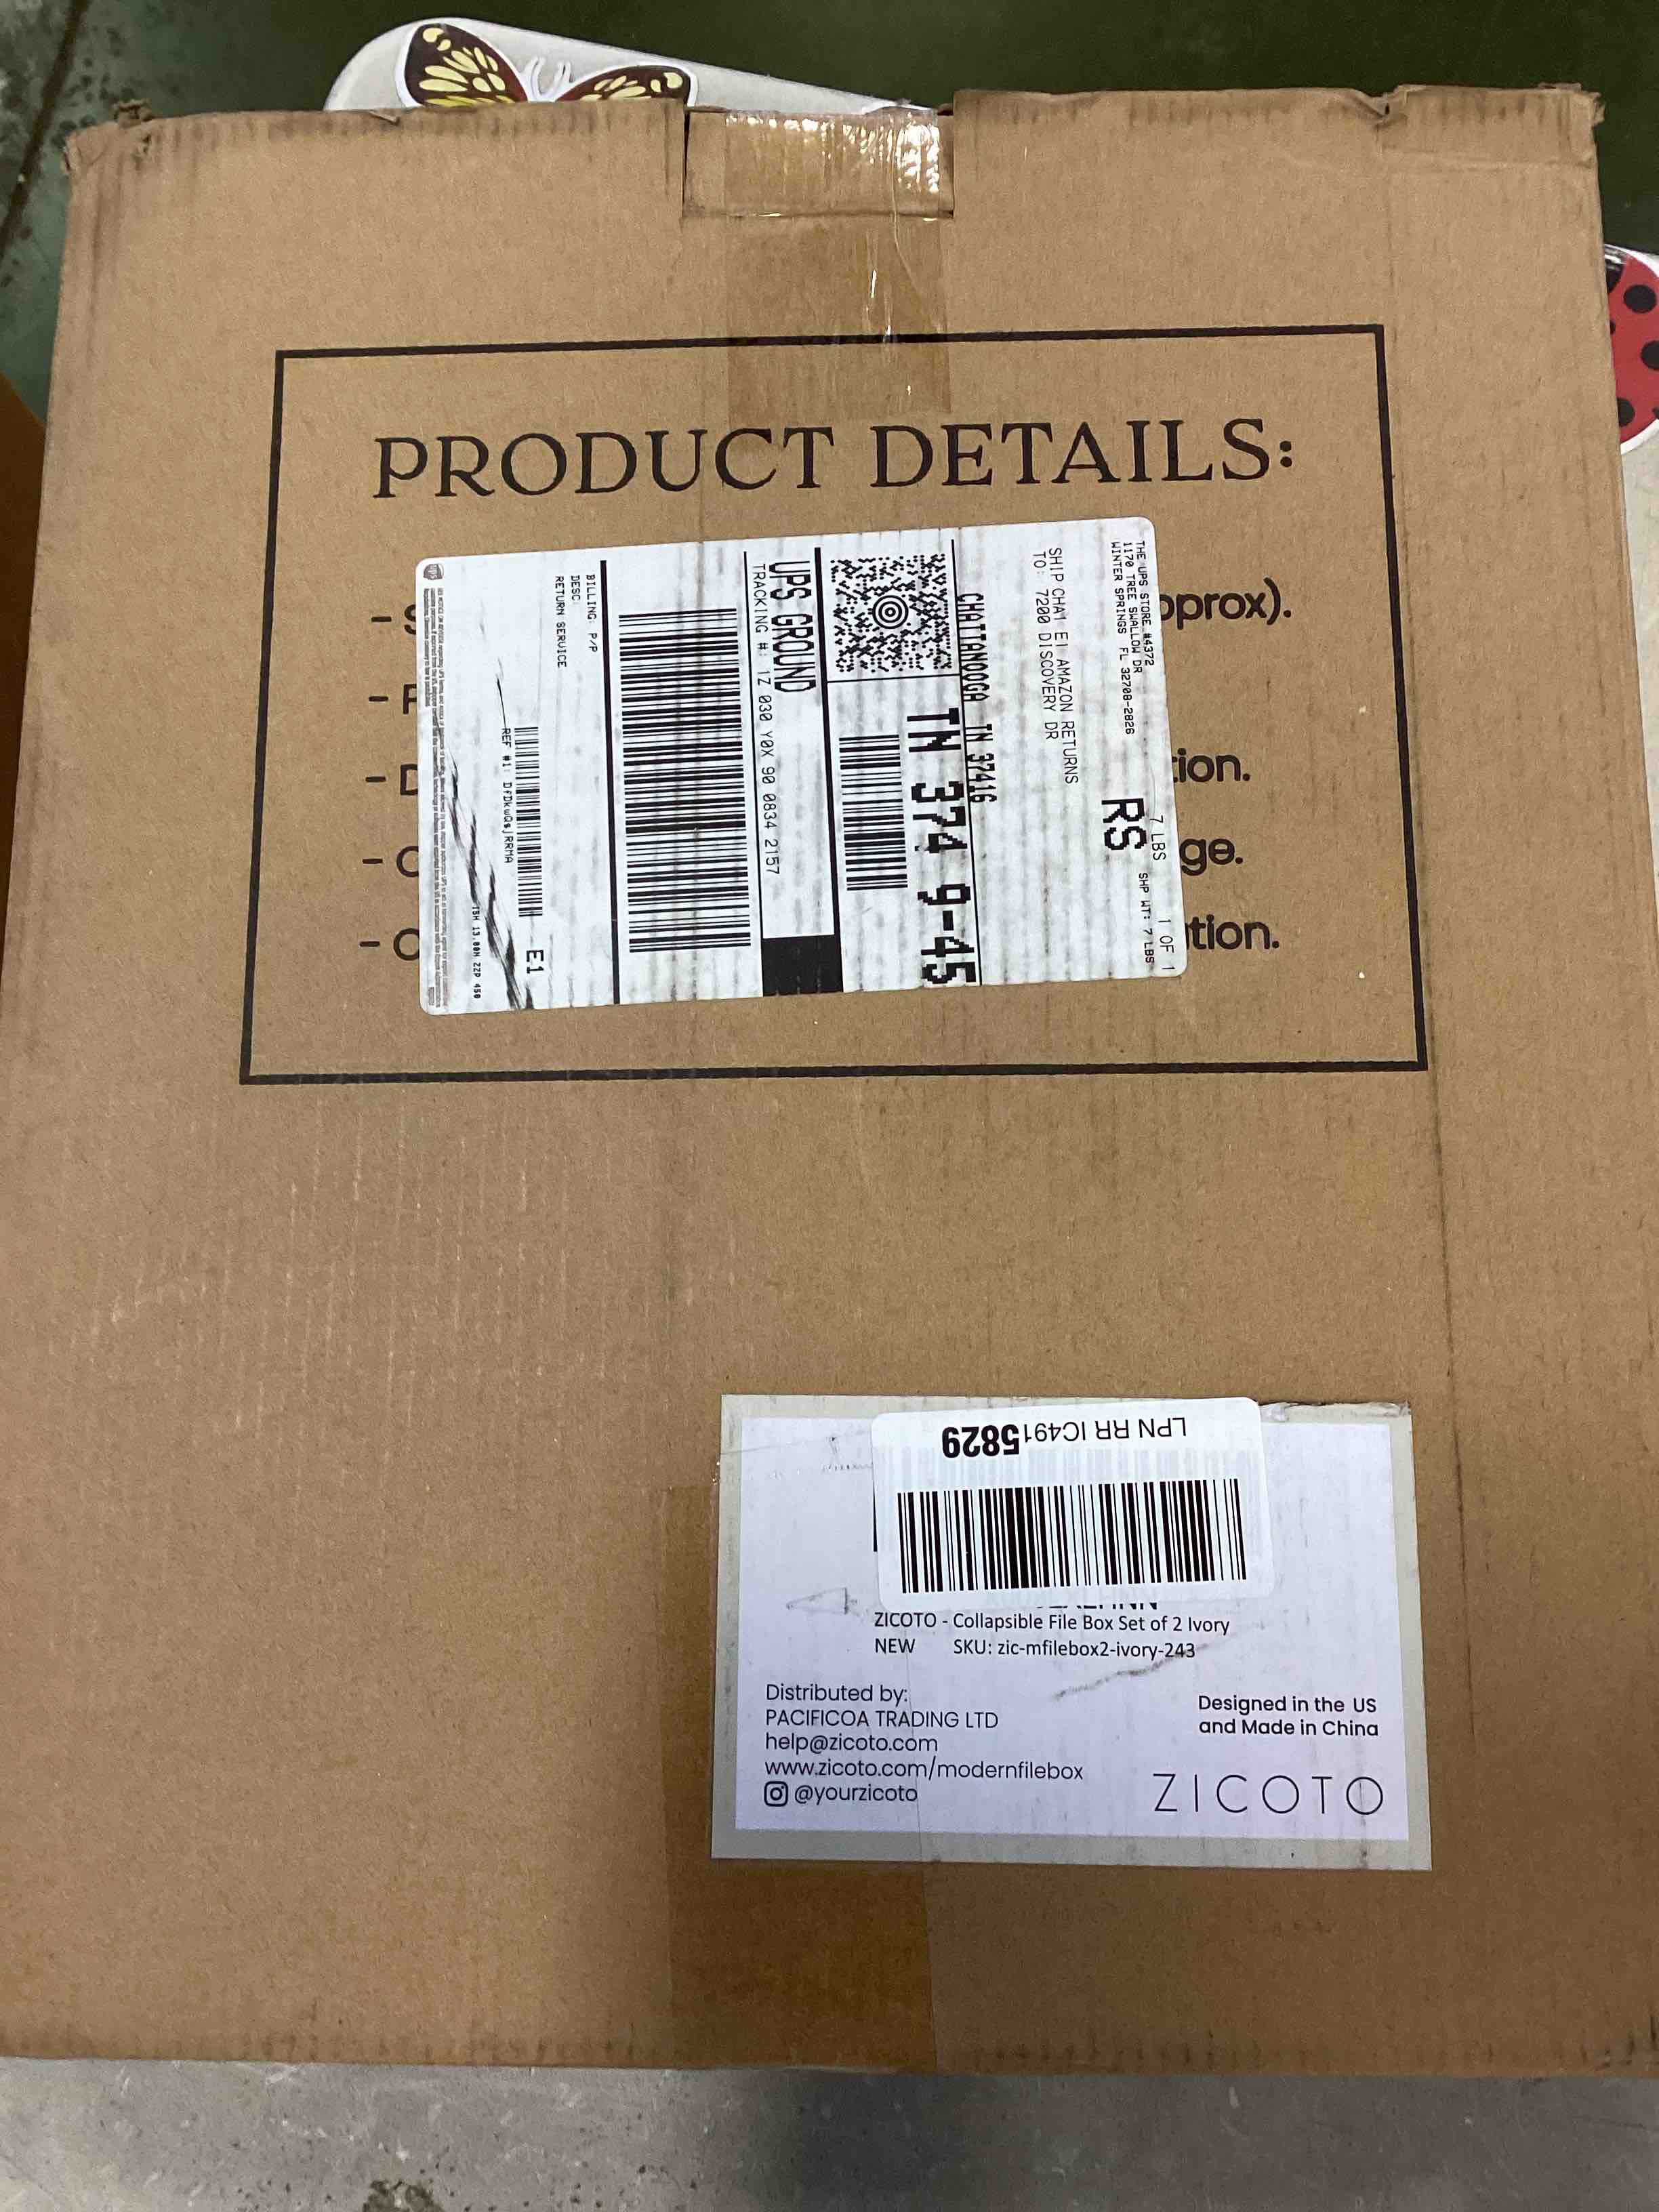 PRODUCT DETAILS:
pprox).
ion.
ge.
tion.
THE UPS STORE #4372
1170 TREE SWALLOW DR
WINTER SPRINGS FL 32708-2826
7 LBS 1 OF 1
SHP WT: 7 LBS
RS
SHIP CHA1 EI AMAZON RETURNS
TO: 7200 DISCOVERY DR
CHATTANOOGA TN 37416
TN 374 9-45
UPS GROUND
TRACKING #: 1Z 030 Y0X 90 0834 2157
BILLING: P/P
DESC:
RETURN SERVICE
REF #1: DfDkwQsjRRMA
E1
LPN RR IC4915829
ZICOTO - Collapsible File Box Set of 2 Ivory
NEW SKU: zic-mfilebox2-ivory-243
Distributed by:
PACIFICOA TRADING LTD
help@zicoto.com
www.zicoto.com/modernfilebox
@yourzicoto
Designed in the US
and Made in China
ZICOTO